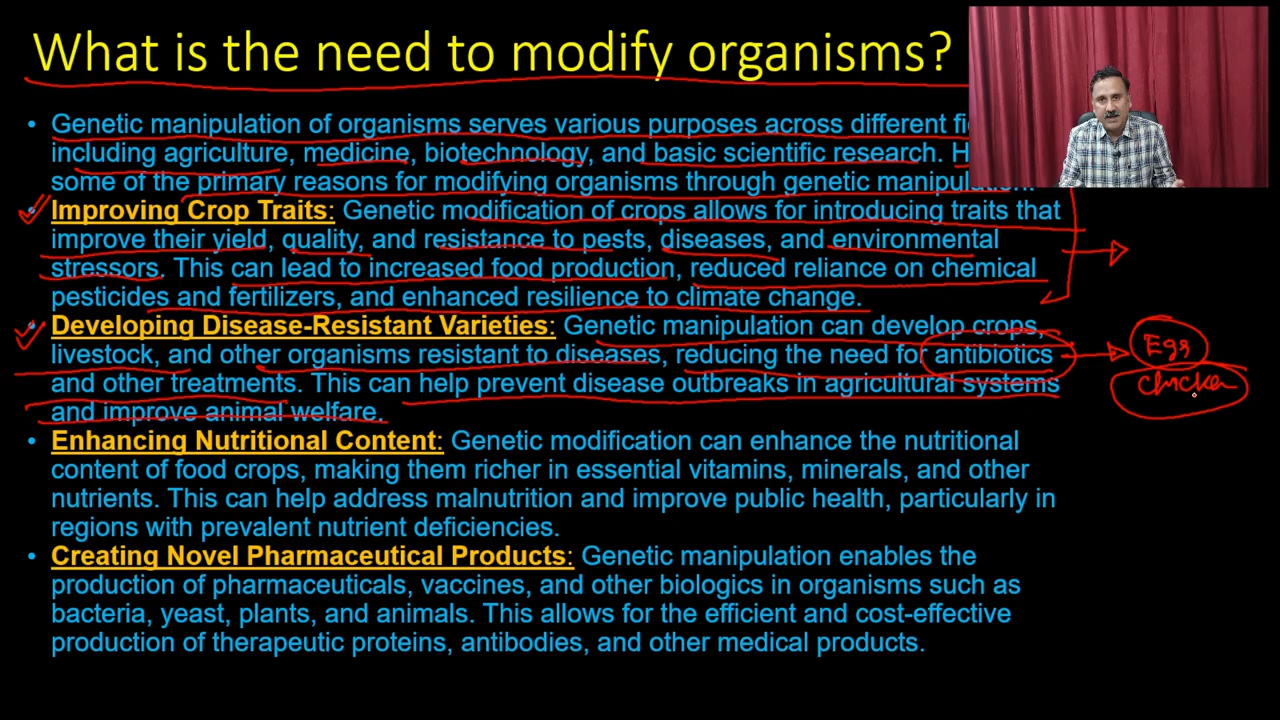 What is the need to modify organisms?
• Genetic manipulation of organisms serves various purposes across different
including agriculture, medicine, biotechnology, and basic scientific research.
some of the primary reasons for modifying organisms through genetic
• Improving Crop Traits: Genetic modification of crops allows for introducing traits that
improve their yield, quality, and resistance to pests, diseases, and environmental
stressors. This can lead to increased food production, reduced reliance on chemical
pesticides and fertilizers, and enhanced resilience to climate change.
• Developing Disease-Resistant Varieties: Genetic manipulation can develop crops,
livestock, and other organisms resistant to diseases, reducing the need for antibiotics
and other treatments. This can help prevent disease outbreaks in agricultural systems
and improve animal welfare.
Egg
Chicken
• Enhancing Nutritional Content: Genetic modification can enhance the nutritional
content of food crops, making them richer in essential vitamins, minerals, and other
nutrients. This can help address malnutrition and improve public health, particularly in
regions with prevalent nutrient deficiencies.
• Creating Novel Pharmaceutical Products: Genetic manipulation enables the
production of pharmaceuticals, vaccines, and other biologics in organisms such as
bacteria, yeast, plants, and animals. This allows for the efficient and cost-effective
production of therapeutic proteins, antibodies, and other medical products.